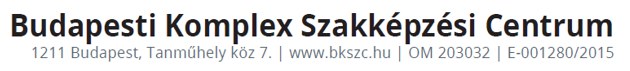 Budapesti Komplex Szakképzési Centrum
1211 Budapest, Tanműhely köz 7. | www.bkszc.hu | OM 203032 | E-001280/2015